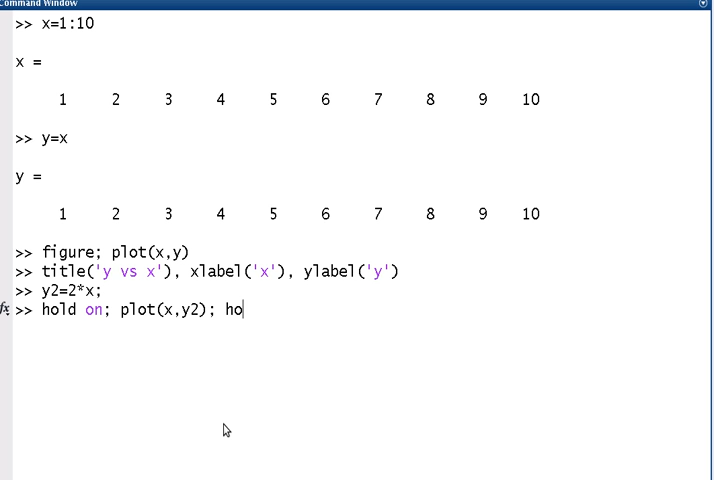 Command Window
>> x=1:10
x =
1 2 3 4 5 6 7 8 9 10
>> y=x
y =
1 2 3 4 5 6 7 8 9 10
>> figure; plot(x,y)
>> title('y vs x'), xlabel('x'), ylabel('y')
>> y2=2*x;
fx >> hold on; plot(x,y2); ho